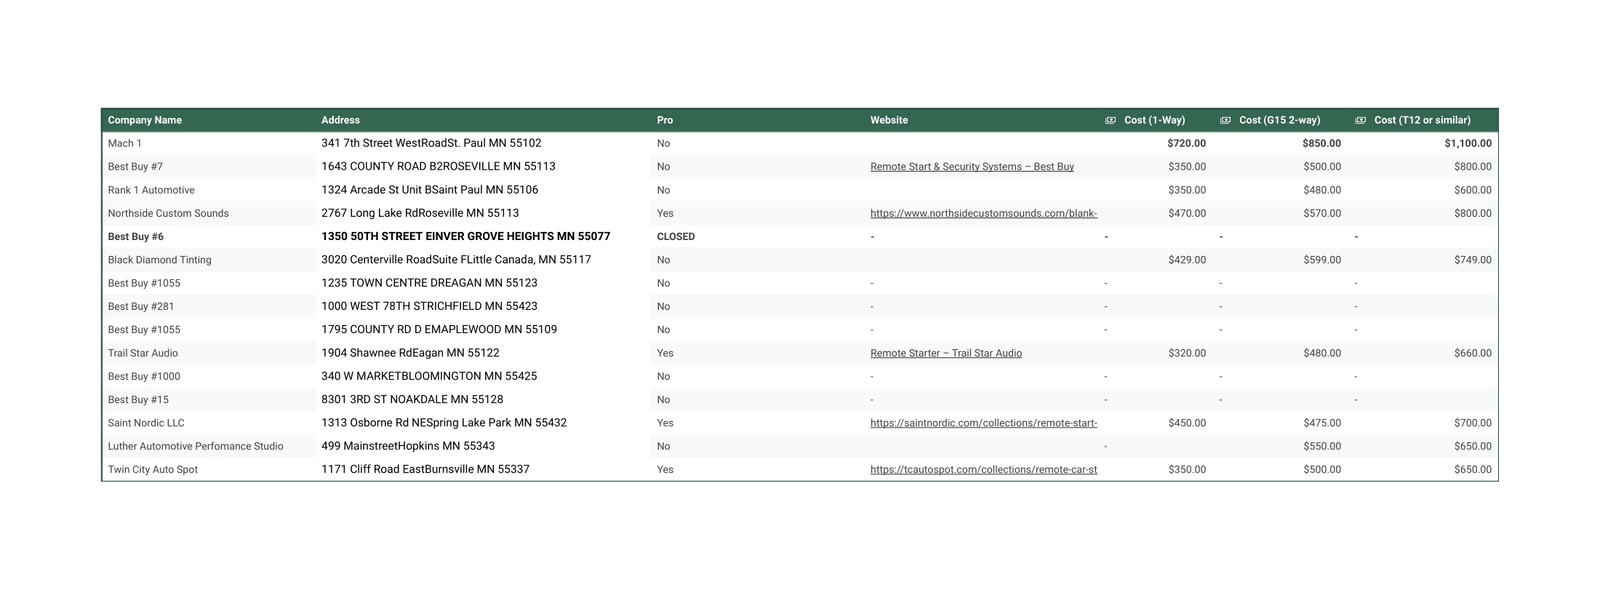 Company Name Address Pro Website Cost (1-Way) Cost (G15 2-way) Cost (T12 or similar)
Mach 1 341 7th Street WestRoadSt. Paul MN 55102 No $720.00 $850.00 $1,100.00
Best Buy #7 1643 COUNTY ROAD B2ROSEVILLE MN 55113 No Remote Start & Security Systems – Best Buy $350.00 $500.00 $800.00
Rank 1 Automotive 1324 Arcade St Unit BSaint Paul MN 55106 No $350.00 $480.00 $600.00
Northside Custom Sounds 2767 Long Lake RdRoseville MN 55113 Yes https://www.northsidecustomsounds.com/blank- $470.00 $570.00 $800.00
Best Buy #6 1350 50TH STREET EINVER GROVE HEIGHTS MN 55077 CLOSED - - - -
Black Diamond Tinting 3020 Centerville RoadSuite FLittle Canada, MN 55117 No $429.00 $599.00 $749.00
Best Buy #1055 1235 TOWN CENTRE DREAGAN MN 55123 No - - - -
Best Buy #281 1000 WEST 78TH STRICHFIELD MN 55423 No - - - -
Best Buy #1055 1795 COUNTY RD D EMAPLEWOOD MN 55109 No - - - -
Trail Star Audio 1904 Shawnee RdEagan MN 55122 Yes Remote Starter – Trail Star Audio $320.00 $480.00 $660.00
Best Buy #1000 340 W MARKETBLOOMINGTON MN 55425 No - - - -
Best Buy #15 8301 3RD ST NOAKDALE MN 55128 No - - - -
Saint Nordic LLC 1313 Osborne Rd NESpring Lake Park MN 55432 Yes https://saintnordic.com/collections/remote-start- $450.00 $475.00 $700.00
Luther Automotive Perfomance Studio 499 MainstreetHopkins MN 55343 No - $550.00 $650.00
Twin City Auto Spot 1171 Cliff Road EastBurnsville MN 55337 Yes https://tcautospot.com/collections/remote-car-st $350.00 $500.00 $650.00